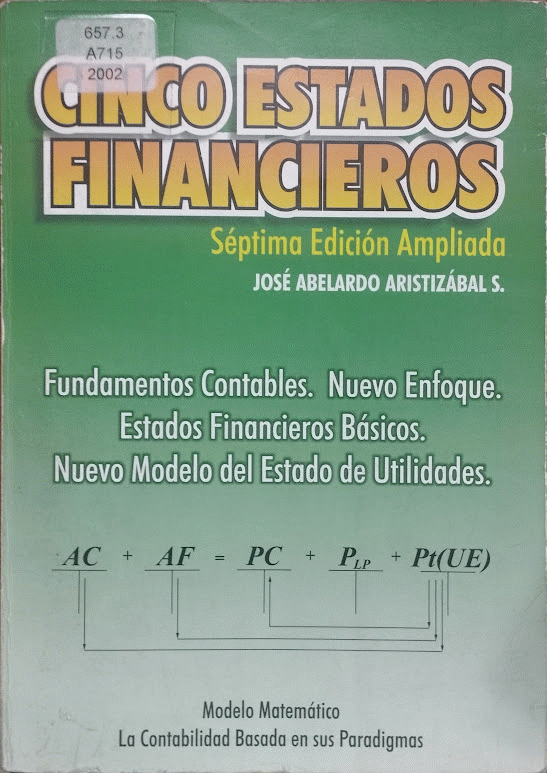 657.3
A715
2002
CINCO ESTADOS
FINANCIEROS
Séptima Edición Ampliada
JOSÉ ABELARDO ARISTIZÁBAL S.
Fundamentos Contables. Nuevo Enfoque.
Estados Financieros Básicos.
Nuevo Modelo del Estado de Utilidades.
AC + AF = PC + PLP + Pt(UE)
Modelo Matemático
La Contabilidad Basada en sus Paradigmas